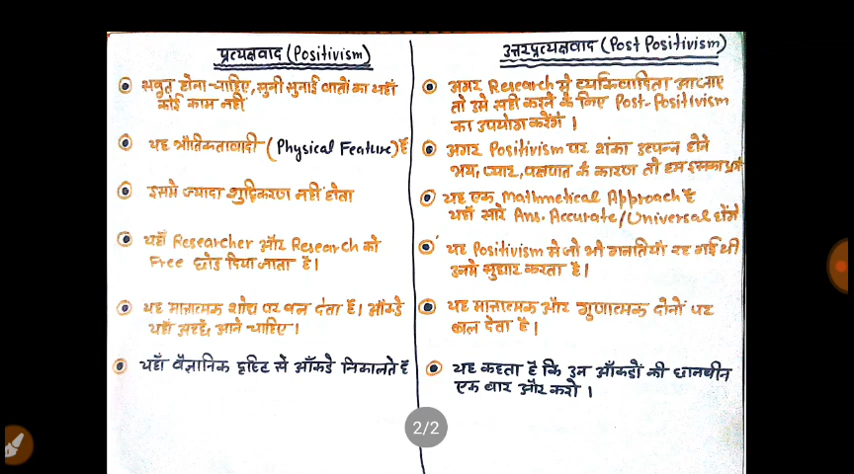 प्रत्यक्षवाद (Positivism)
सबूत होना चाहिए, सुनी सुनाई बातों का यहाँ
कोई काम नहीं
यह भौतिकतावादी (Physical Feature) है
इसमे ज्यादा शुद्धिकरण नहीं होता
यहाँ Researcher और Research को
Free छोड़ दिया जाता है।
यह मात्रात्मक शोध पर बल देता है। आँकडे
यहाँ अच्छे, आने चाहिए।
यहाँ वैज्ञानिक दृष्टि से आँकडे निकालते है
उत्तरप्रत्यक्षवाद (Post Positivism)
अगर Research मे व्यक्तिवादिता आ जाए
तो उसे सही करने के लिए Post-Positivism
का उपयोग करेंगे ।
अगर Positivism पर शंका उत्पन्न होने
भय, प्यार, पक्षपात के कारण तो हम इसका
यह एक Mathmetical Approach है
यहाँ सारे Ans. Accurate/Universal होंगे
यह Positivism से जो भी गलतियाँ रह गई थी
उनमे सुधार करता है।
यह मात्रात्मक और गुणात्मक दोनों पर
बल देता है।
यह कहता है कि उन आँकडों की छानबीन
एक बार और करो ।
2/2